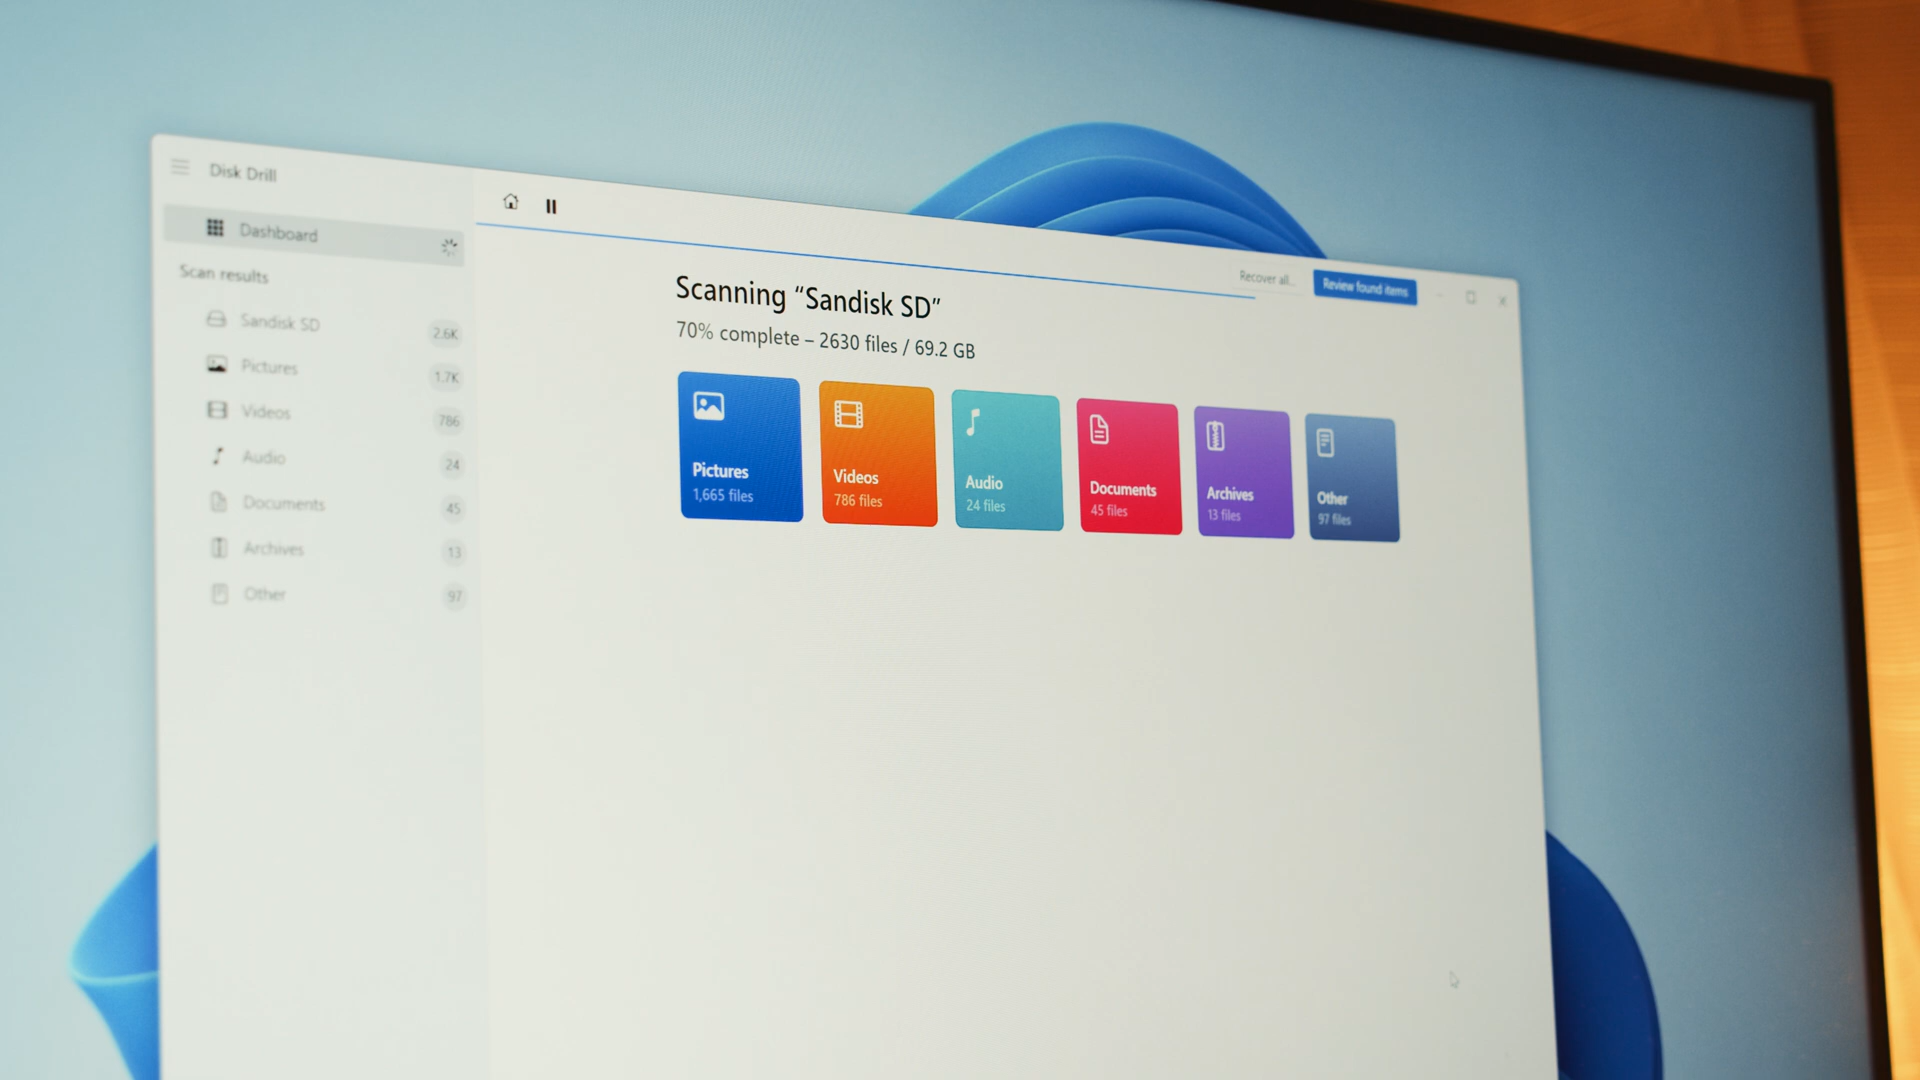 Disk Drill
Dashboard
Scan results
Sandisk SD 2.6K
Pictures 1.7K
Videos 786
Audio 24
Documents 45
Archives 13
Other 97
Recover all...
Review found items
Scanning “Sandisk SD”
70% complete – 2630 files / 69.2 GB
Pictures
1,665 files
Videos
786 files
Audio
24 files
Documents
45 files
Archives
13 files
Other
97 files